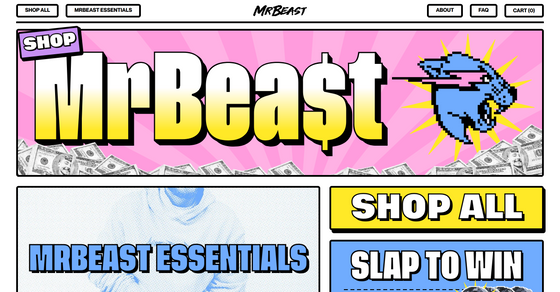 SHOP ALL
MRBEAST ESSENTIALS
MRBEAST
ABOUT
FAQ
CART (0)
SHOP
MrBea$t
MRBEAST ESSENTIALS
SHOP ALL
SLAP TO WIN